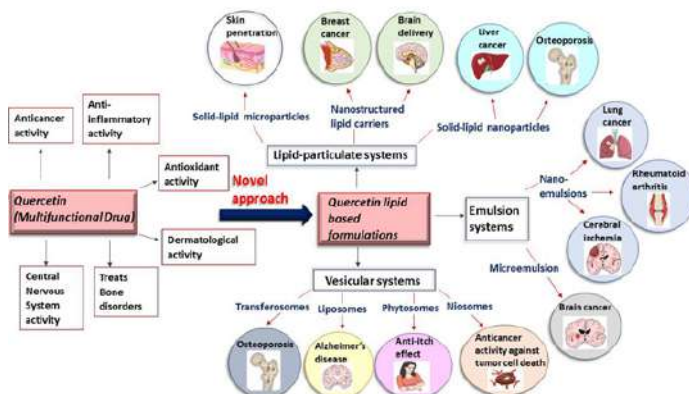 Skin
penetration
Breast
cancer
Brain
delivery
Liver
cancer
Osteoporosis
Solid-lipid microparticles
Nanostructured
lipid carriers
Solid-lipid nanoparticles
Lipid-particulate systems
Anticancer
activity
Anti-
inflammatory
activity
Antioxidant
activity
Quercetin
(Multifunctional Drug)
Dermatological
activity
Central
Nervous
System
activity
Treats
Bone
disorders
Novel
approach
Quercetin lipid
based
formulations
Emulsion
systems
Nano-
emulsions
Lung
cancer
Rheumatoid
arthritis
Cerebral
ischemia
Microemulsion
Brain cancer
Vesicular systems
Transferosomes
Liposomes
Phytosomes
Niosomes
Osteoporosis
Alzheimer's
disease
Anti-itch
effect
Anticancer
activity against
tumor cell death